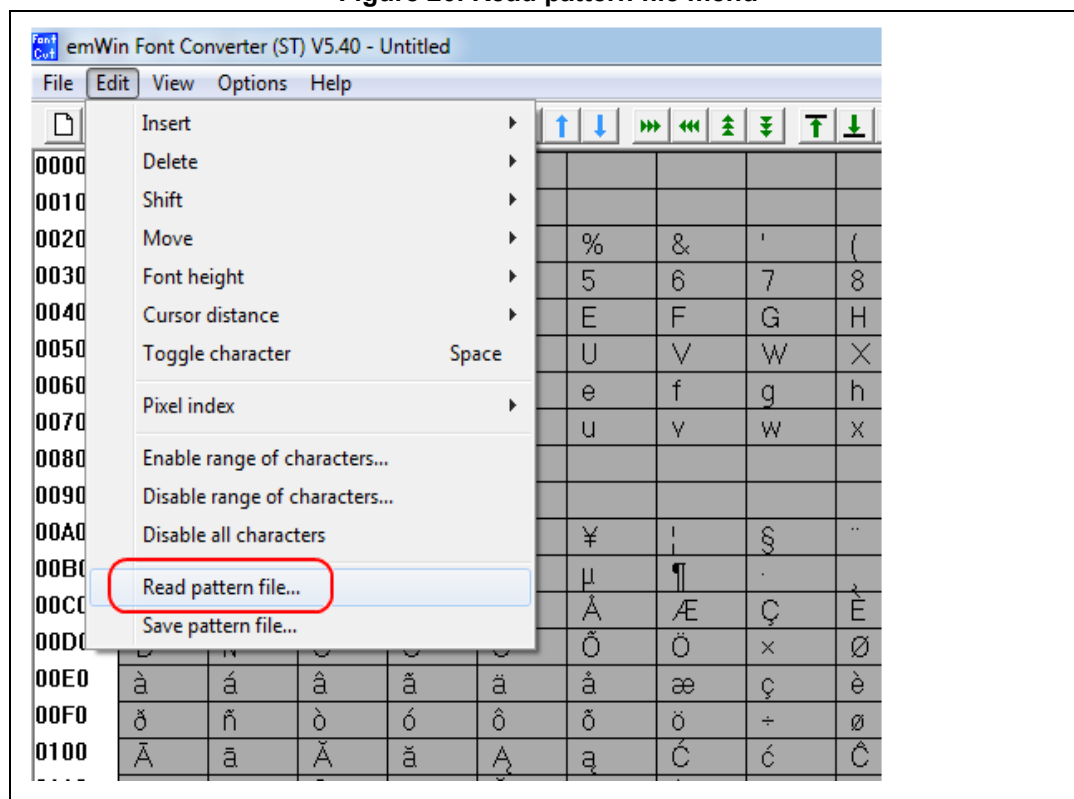 Read pattern file menu
Font Cvt emWin Font Converter (ST) V5.40 - Untitled
File Edit View Options Help
Insert
Delete
Shift
Move
Font height
Cursor distance
Toggle character Space
Pixel index
Enable range of characters...
Disable range of characters...
Disable all characters
Read pattern file...
Save pattern file...
0000
0010
0020 % & ' (
0030 5 6 7 8
0040 E F G H
0050 U V W X
0060 e f g h
0070 u v w x
0080
0090
00A0 ¥ ¦ § ¨
00B0 µ ¶ · ¸
00C0 Å Æ Ç È
00D0 Õ Ö × Ø
00E0 à á â ã ä å æ ç è
00F0 ð ñ ò ó ô õ ö ÷ ø
0100 Ā ā Ă ă Ą ą Ć ć Ĉ